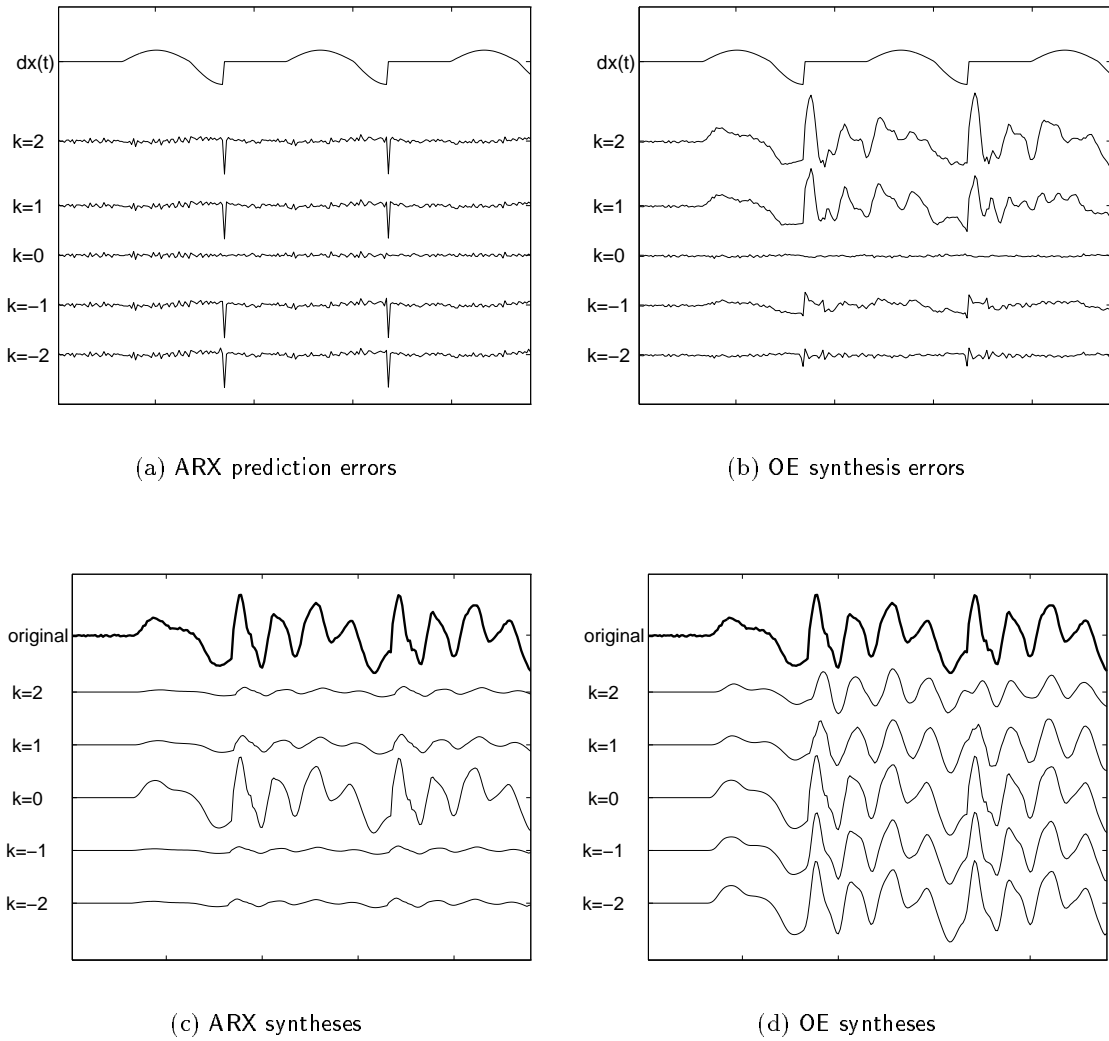 dx(t)
k=2
k=1
k=0
k=−1
k=−2
(a) ARX prediction errors
dx(t)
k=2
k=1
k=0
k=−1
k=−2
(b) OE synthesis errors
original
k=2
k=1
k=0
k=−1
k=−2
(c) ARX syntheses
original
k=2
k=1
k=0
k=−1
k=−2
(d) OE syntheses